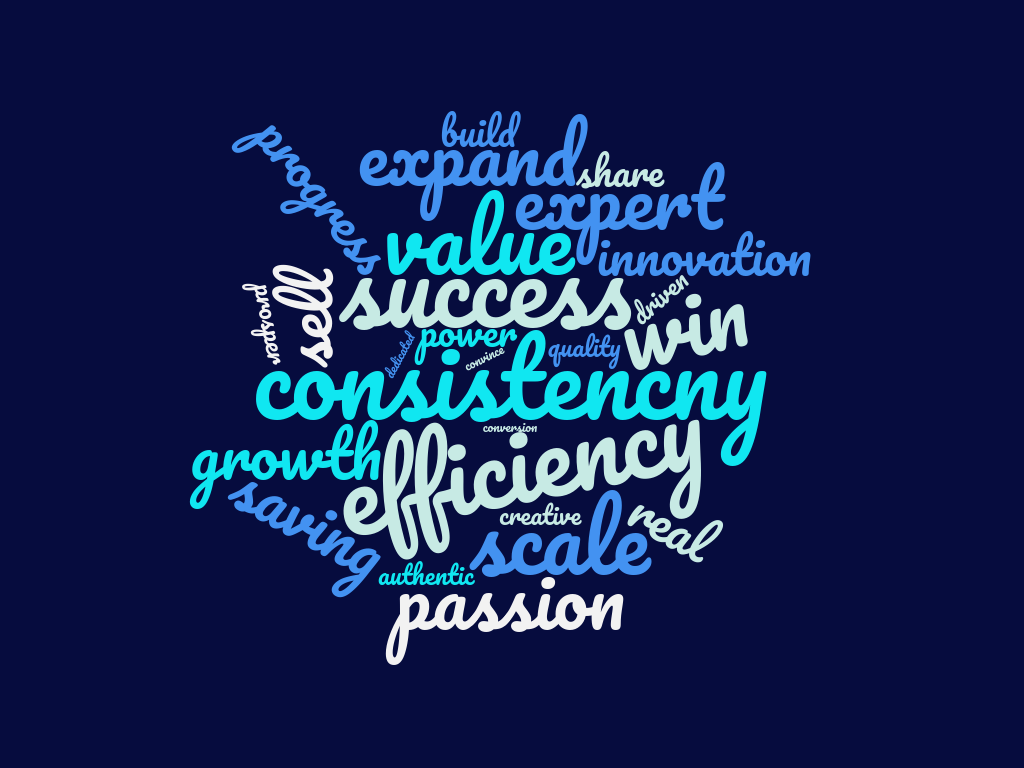 build
progress
expand
share
expert
value
innovation
sell
success
driven
prosper
win
power
quality
dedicated
convince
consistencny
conversion
growth
efficiency
saving
creative
real
scale
authentic
passion